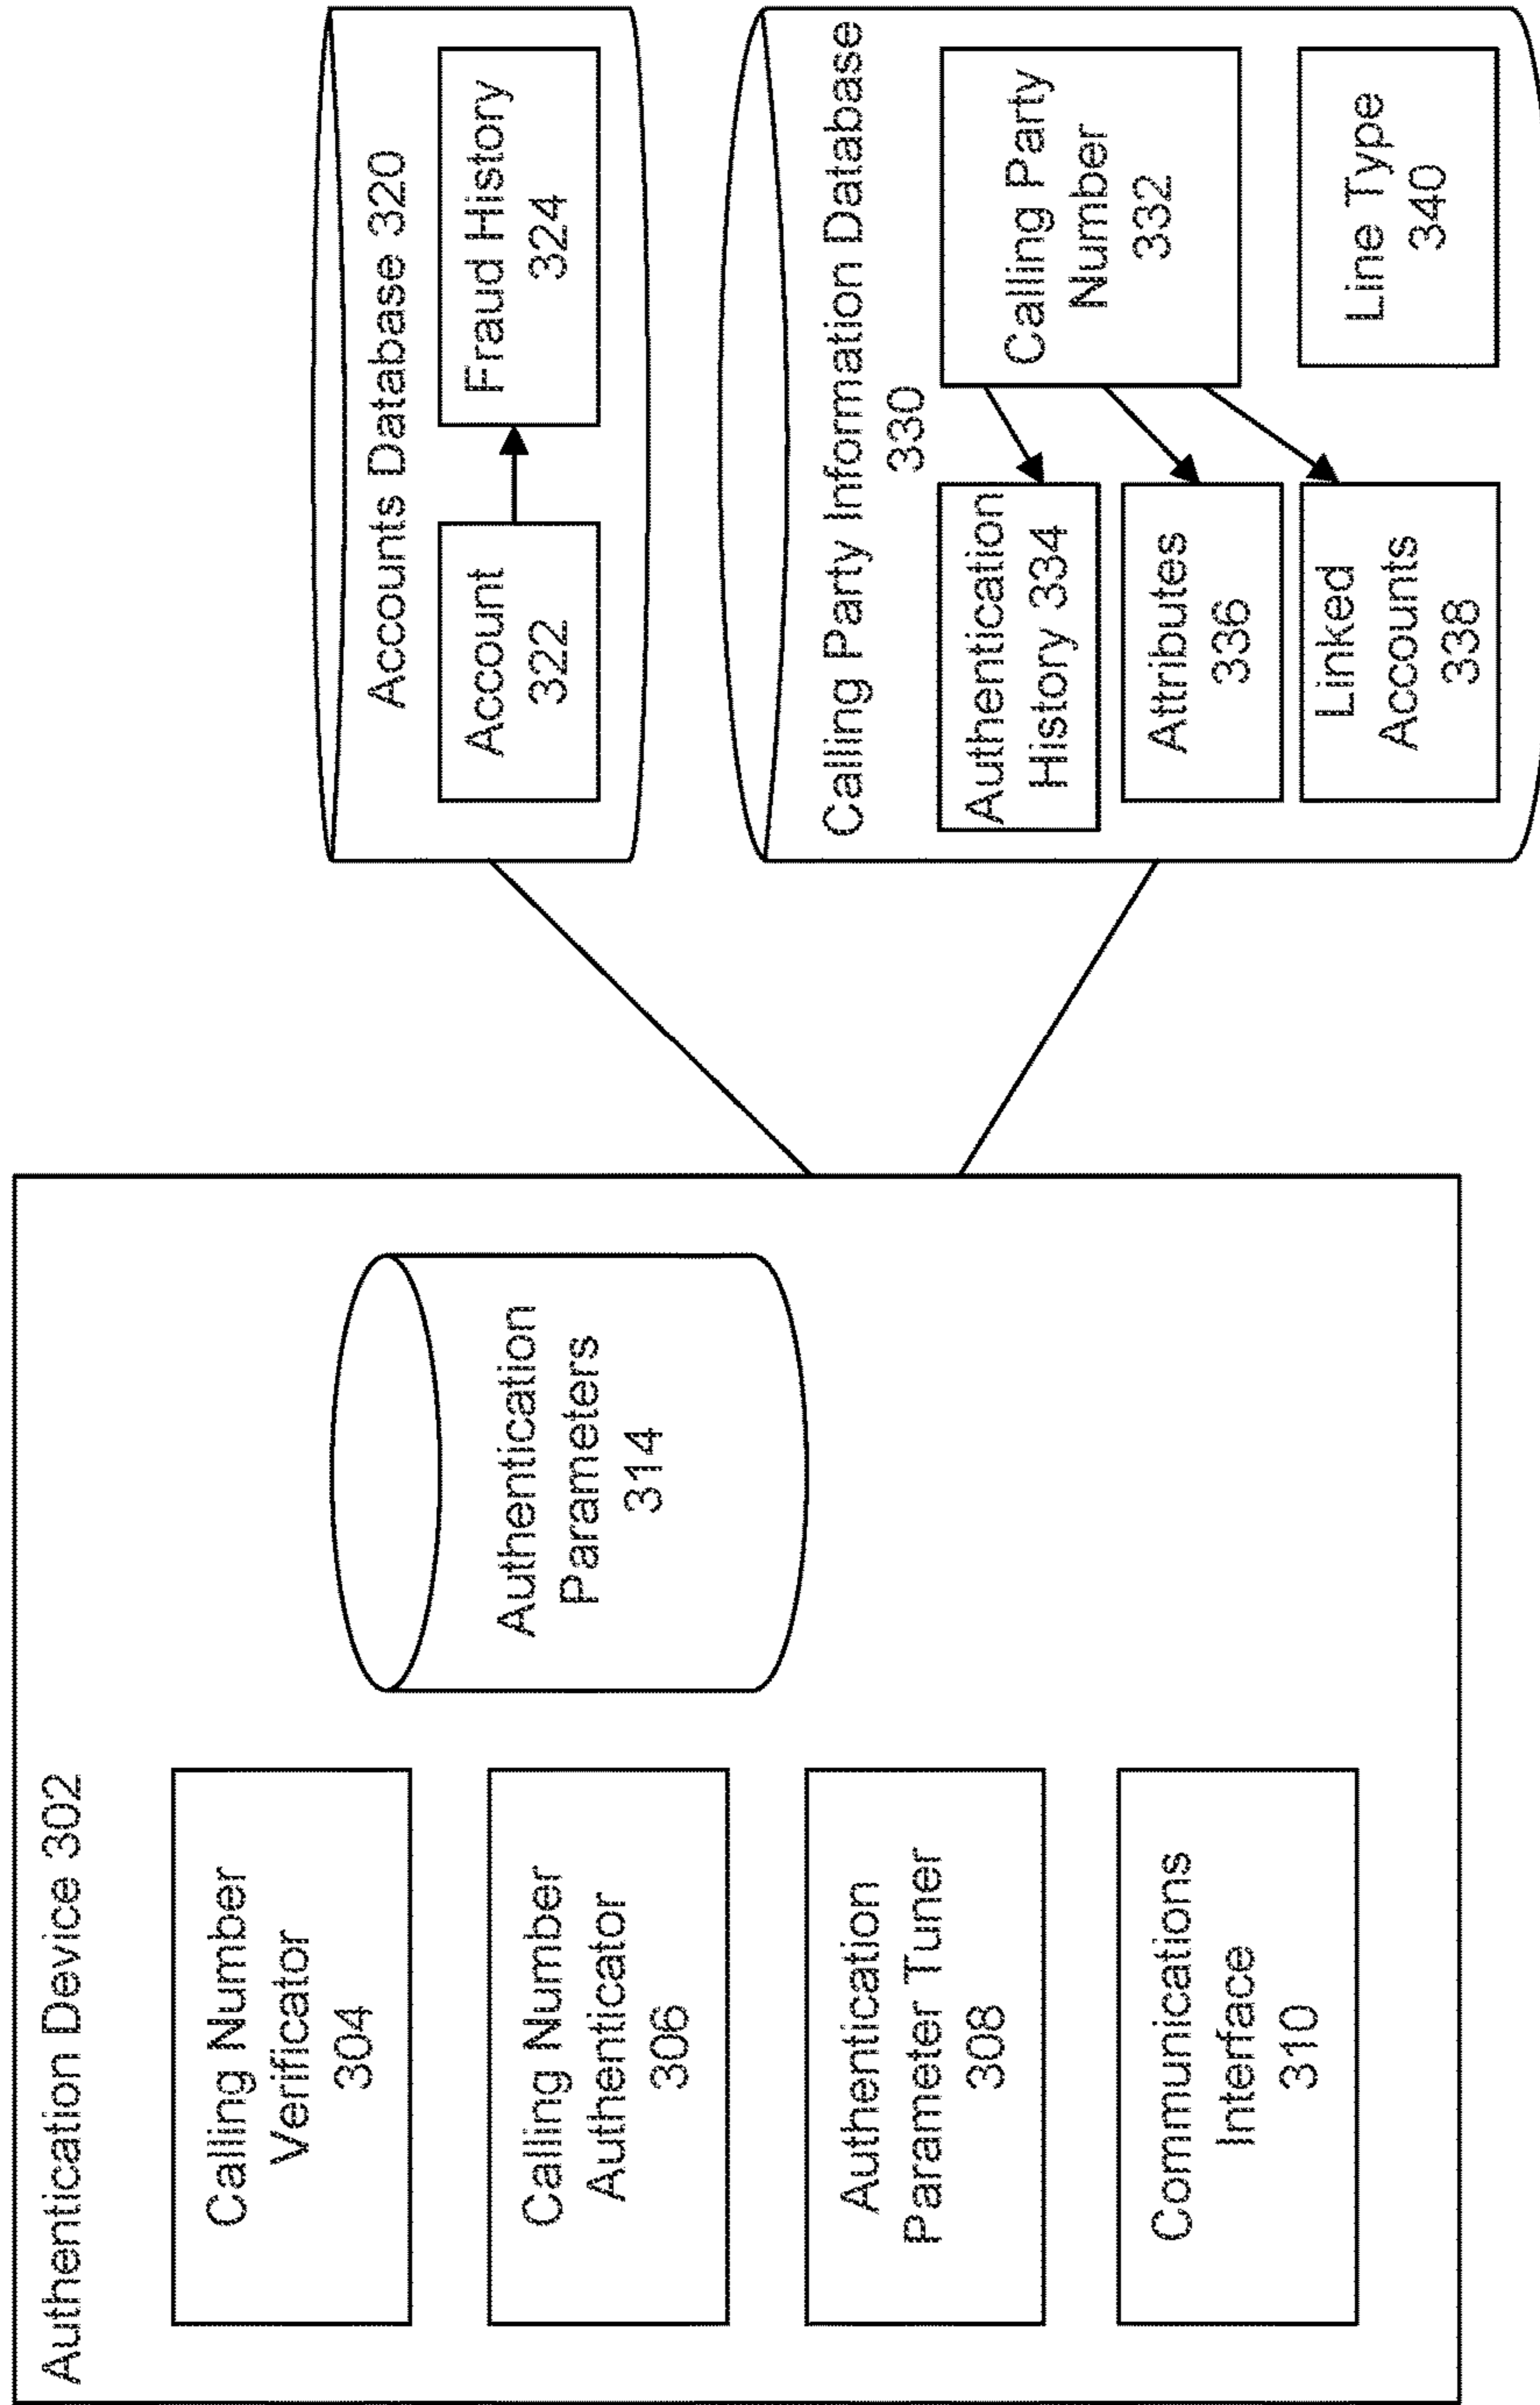 Authentication Device 302
Calling Number
Verificator
304
Calling Number
Authenticator
306
Authentication
Parameter Tuner
308
Communications
Interface
310
Authentication
Parameters
314
Accounts Database 320
Account
322
Fraud History
324
Calling Party Information Database
330
Authentication
History 334
Attributes
336
Linked
Accounts
338
Calling Party
Number
332
Line Type
340